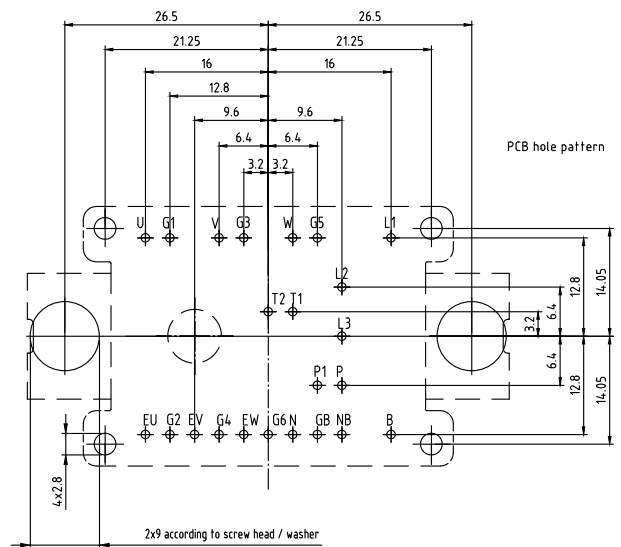 26.5 26.5
21.25 21.25
16 16
12.8
9.6 9.6
6.4 6.4
PCB hole pattern
3.2 3.2
U G1 V G3 W G5 L1
L2
T2 T1
L3
3.2
6.4
12.8
14.05
P1 P
6.4
12.8
14.05
EU G2 EV G4 EW G6 N GB NB B
4x2.8
2x9 according to screw head / washer